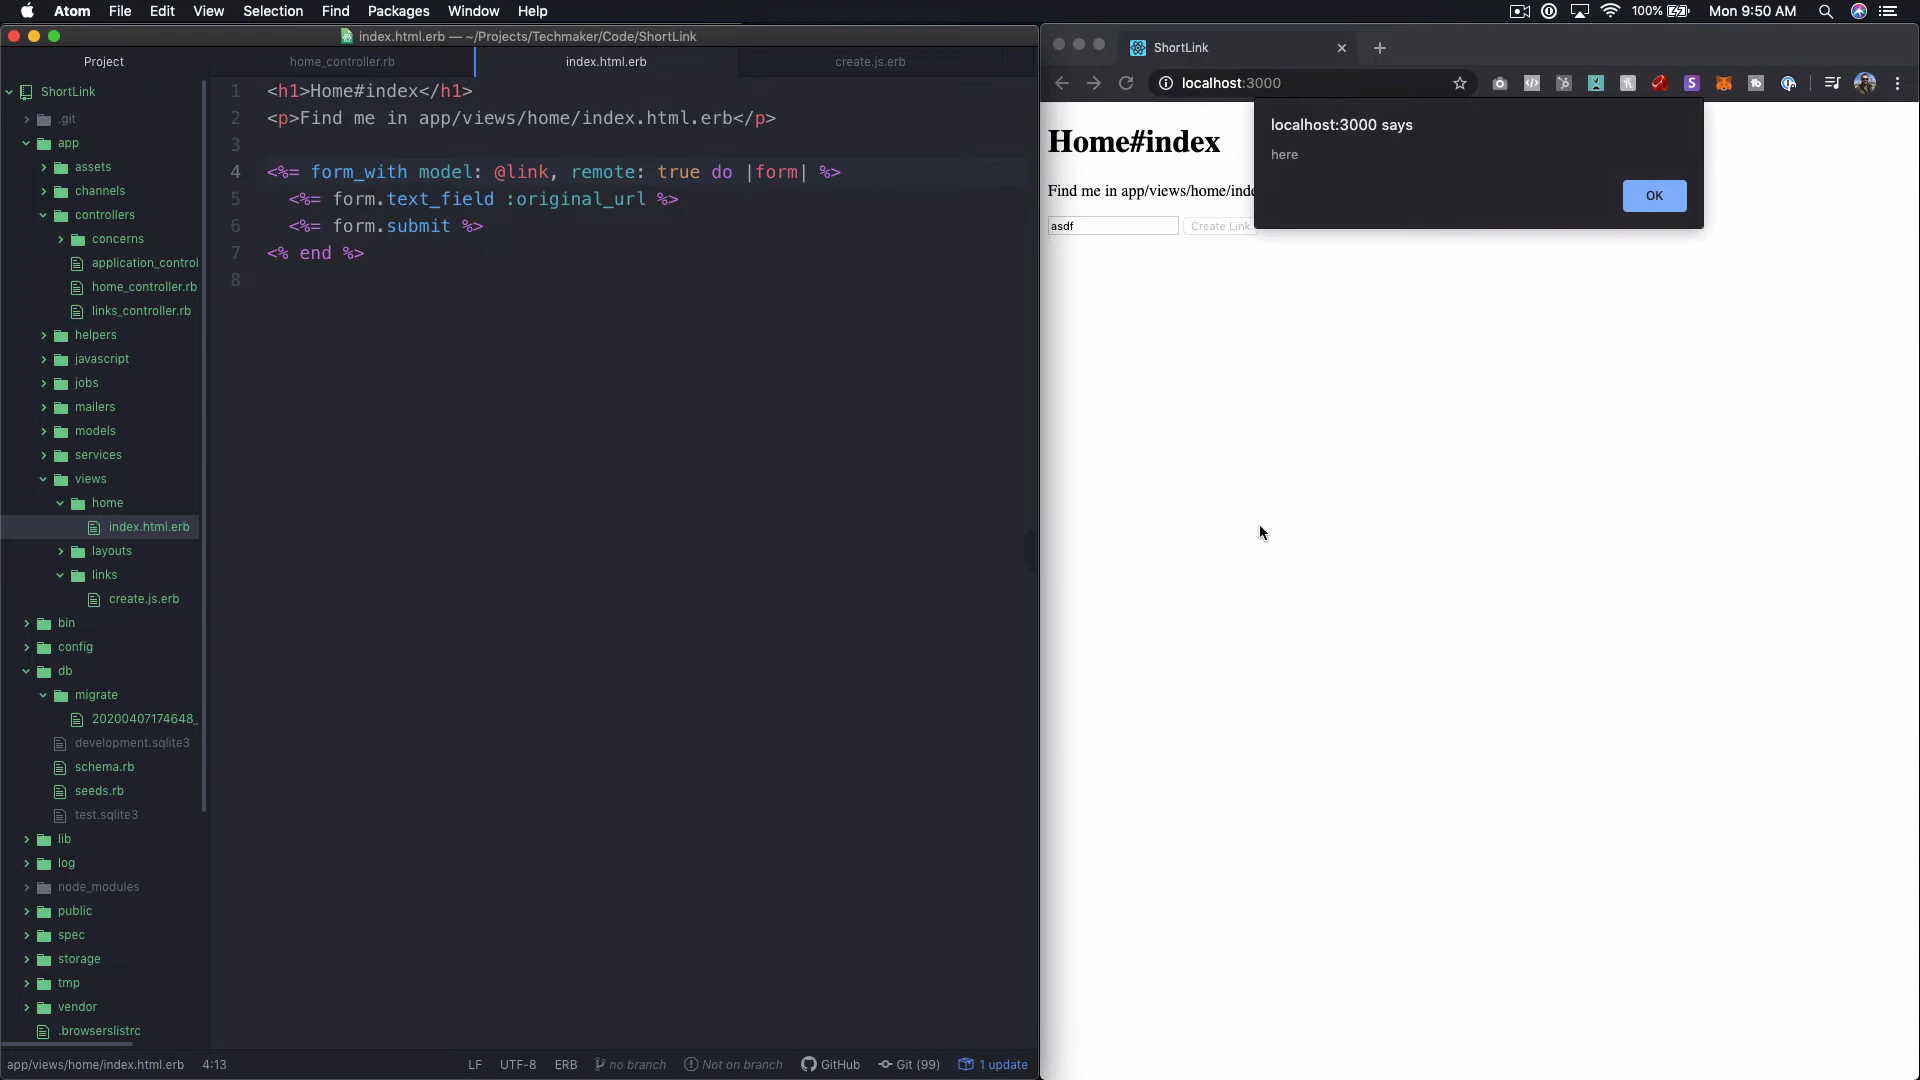 Atom File Edit View Selection Find Packages Window Help
100% Mon 9:50 AM
index.html.erb — ~/Projects/Techmaker/Code/ShortLink
Project
home_controller.rb
index.html.erb
create.js.erb
ShortLink
.git
app
assets
channels
controllers
concerns
application_control
home_controller.rb
links_controller.rb
helpers
javascript
jobs
mailers
models
services
views
home
index.html.erb
layouts
links
create.js.erb
bin
config
db
migrate
20200407174648_
development.sqlite3
schema.rb
seeds.rb
test.sqlite3
lib
log
node_modules
public
spec
storage
tmp
vendor
.browserslistrc
1 <h1>Home#index</h1>
2 <p>Find me in app/views/home/index.html.erb</p>
3
4 <%= form_with model: @link, remote: true do |form| %>
5 <%= form.text_field :original_url %>
6 <%= form.submit %>
7 <% end %>
8
app/views/home/index.html.erb 4:13
LF UTF-8 ERB no branch Not on branch GitHub Git (99) 1 update
ShortLink
localhost:3000
Home#index
Find me in app/views/home/inde
asdf
Create Link
localhost:3000 says
here
OK